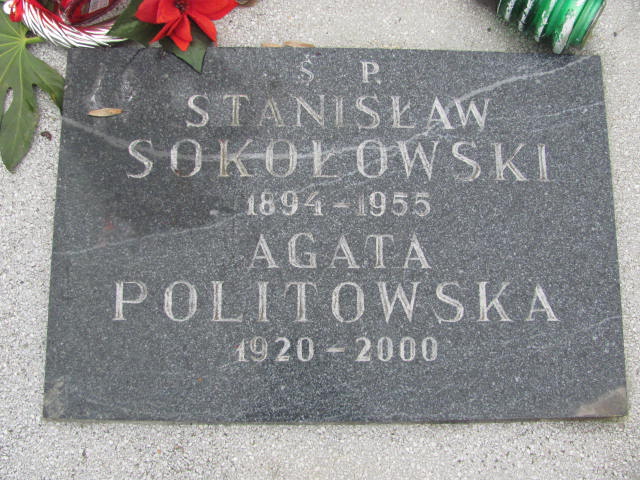 Ś P.
STANISŁAW
SOKOŁOWSKI
1894-1955
AGATA
POLITOWSKA
1920-2000